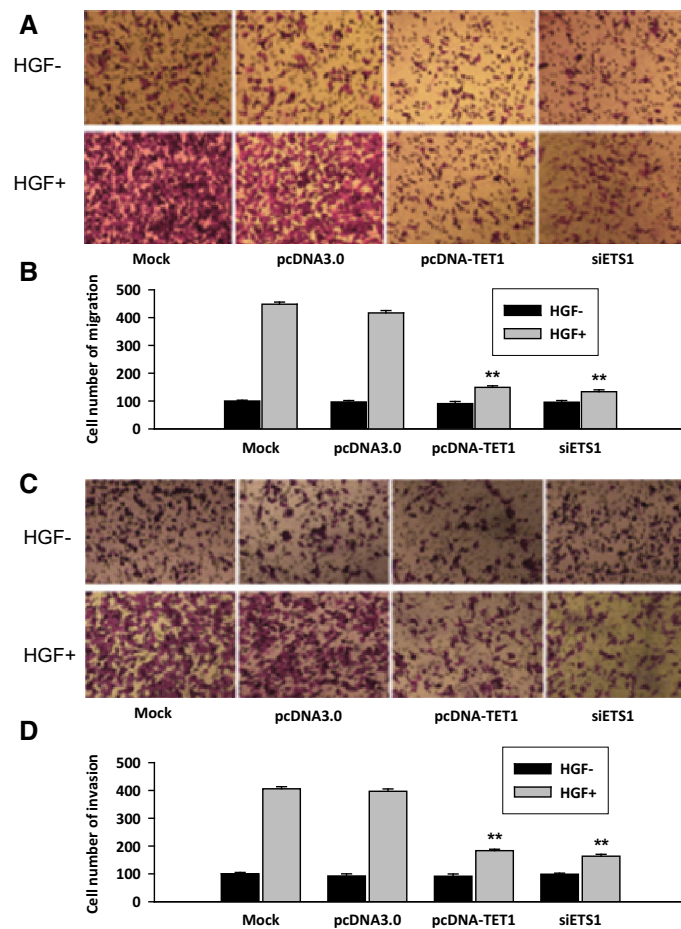 A
HGF-
HGF+
Mock pcDNA3.0 pcDNA-TET1 siETS1
B
Cell number of migration
500
400
300
200
100
0
HGF-
HGF+
**
**
Mock pcDNA3.0 pcDNA-TET1 siETS1
C
HGF-
HGF+
Mock pcDNA3.0 pcDNA-TET1 siETS1
D
Cell number of invasion
500
400
300
200
100
0
HGF-
HGF+
**
**
Mock pcDNA3.0 pcDNA-TET1 siETS1